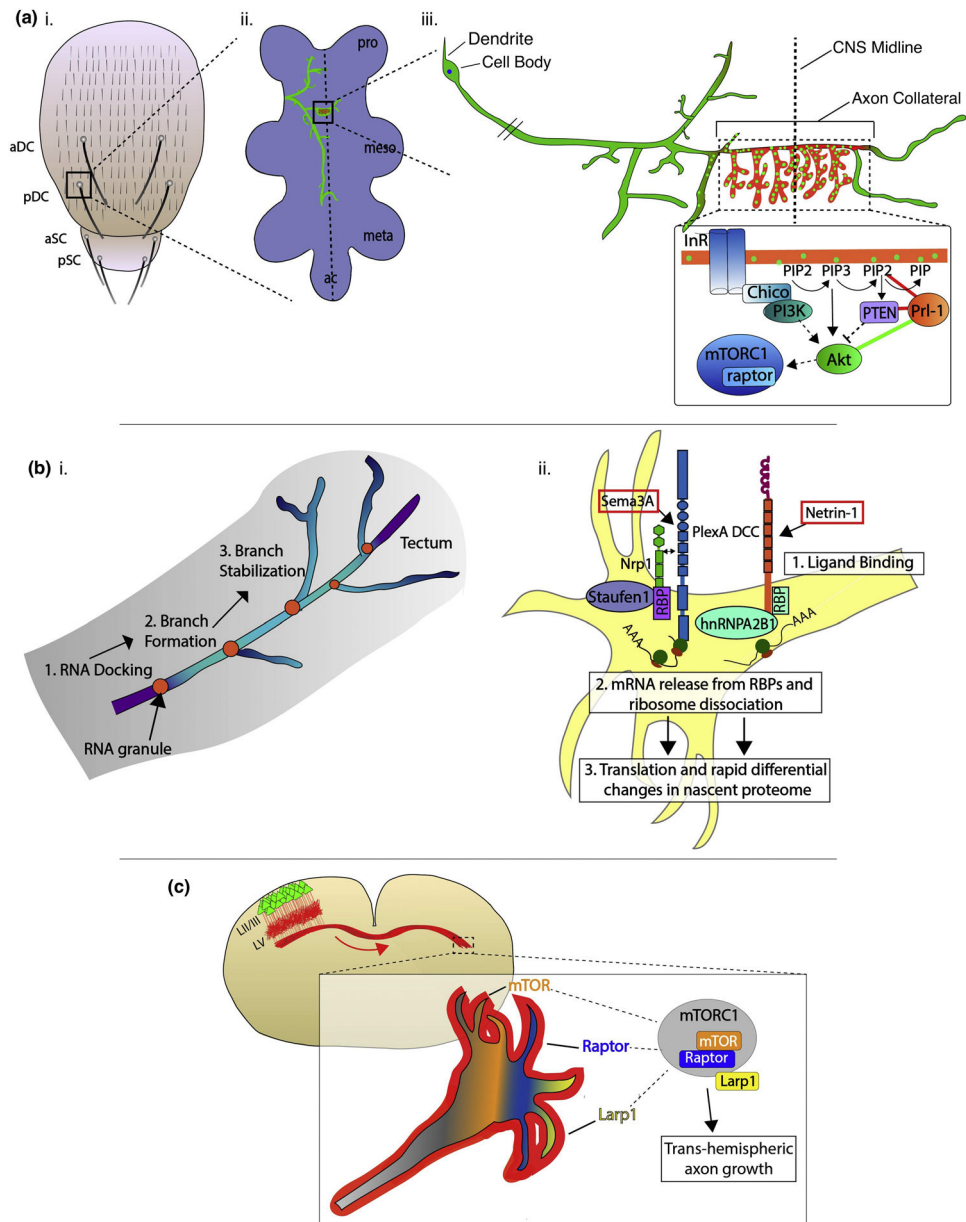 (a) i.
aDC
pDC
aSC
pSC
ii.
pro
meso
meta
ac
iii.
Dendrite
Cell Body
CNS Midline
Axon Collateral
InR
PIP2 PIP3 PIP2 PIP
Chico
PI3K
PTEN
Prl-1
Akt
mTORC1
raptor
(b) i.
3. Branch
Stabilization
2. Branch
Formation
1. RNA Docking
RNA granule
Tectum
ii.
Sema3A
PlexA DCC
Netrin-1
Nrp1
1. Ligand Binding
Staufen1
RBP
RBP
hnRNPA2B1
AAA
AAA
2. mRNA release from RBPs and
ribosome dissociation
3. Translation and rapid differential
changes in nascent proteome
(c)
LII/III
LV
mTOR
Raptor
Larp1
mTORC1
mTOR
Raptor
Larp1
Trans-hemispheric
axon growth